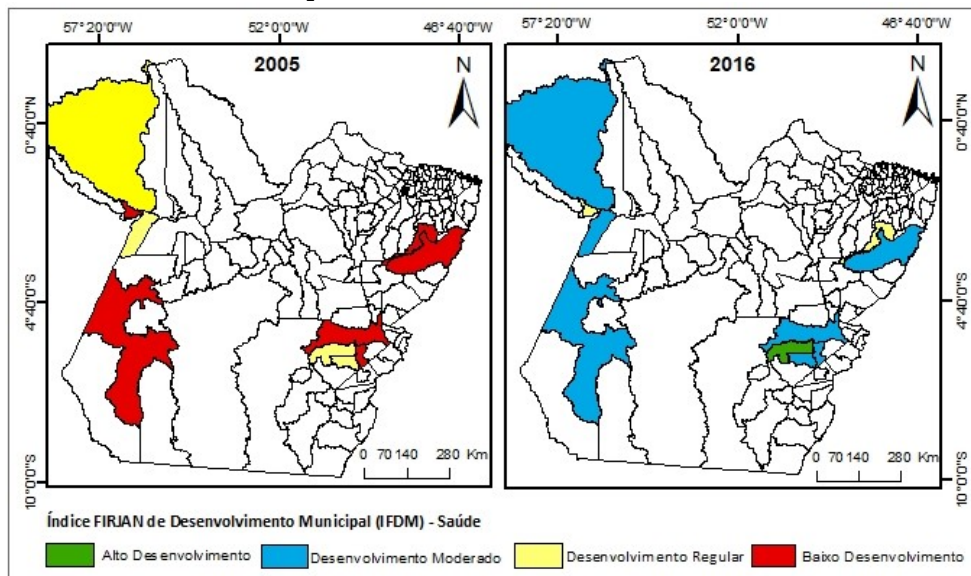 57°20'0"W 52°0'0"W 46°40'0"W 57°20'0"W 52°0'0"W 46°40'0"W
2005 N 2016 N
0°40'0"N 0°40'0"N
4°40'0"S 4°40'0"S
0 70 140 280 Km 0 70 140 280 Km
10°0'0"S 10°0'0"S
Índice FIRJAN de Desenvolvimento Municipal (IFDM) - Saúde
Alto Desenvolvimento Desenvolvimento Moderado Desenvolvimento Regular Baixo Desenvolvimento